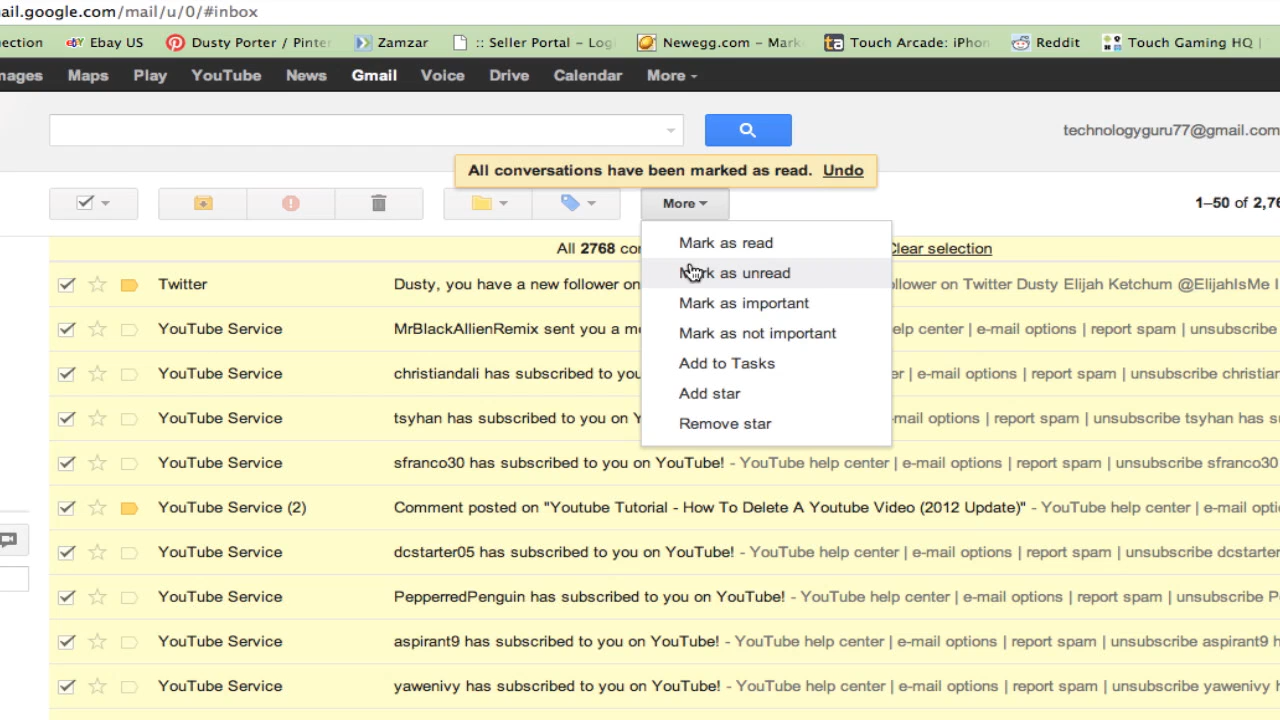 ail.google.com/mail/u/0/#inbox
ection Ebay US Dusty Porter / Pinter Zamzar :: Seller Portal - Log Newegg.com - Mark ta Touch Arcade: iPhon Reddit Touch Gaming HQ |
mages Maps Play YouTube News Gmail Voice Drive Calendar More
technologyguru77@gmail.com
All conversations have been marked as read. Undo
More 1–50 of 2,76
Mark as read
All 2768 con Clear selection
Mark as unread
Twitter Dusty, you have a new follower on ollower on Twitter Dusty Elijah Ketchum @ElijahIsMe I
Mark as important
YouTube Service MrBlackAllienRemix sent you a me elp center | e-mail options | report spam | unsubscribe
Mark as not important
Add to Tasks
YouTube Service christiandali has subscribed to you er | e-mail options | report spam | unsubscribe christian
Add star
YouTube Service tsyhan has subscribed to you on Y mail options | report spam | unsubscribe tsyhan has s
Remove star
YouTube Service sfranco30 has subscribed to you on YouTube! - YouTube help center | e-mail options | report spam | unsubscribe sfranco30
YouTube Service (2) Comment posted on "Youtube Tutorial - How To Delete A Youtube Video (2012 Update)" - YouTube help center | e-mail opti
YouTube Service dcstarter05 has subscribed to you on YouTube! - YouTube help center | e-mail options | report spam | unsubscribe dcstarter
YouTube Service PepperredPenguin has subscribed to you on YouTube! - YouTube help center | e-mail options | report spam | unsubscribe P
YouTube Service aspirant9 has subscribed to you on YouTube! - YouTube help center | e-mail options | report spam | unsubscribe aspirant9 h
YouTube Service yawenivy has subscribed to you on YouTube! - YouTube help center | e-mail options | report spam | unsubscribe yawenivy h